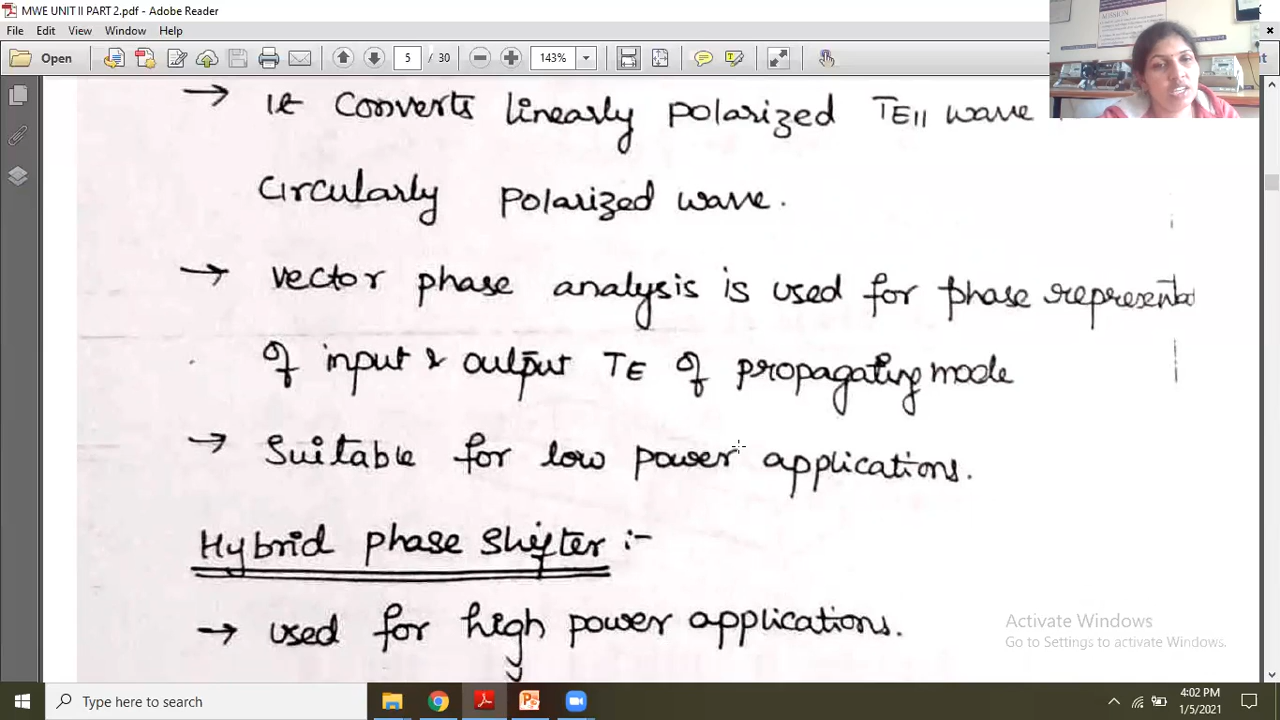 MWE UNIT II PART 2.pdf - Adobe Reader
File Edit View Window Help
Open 5 / 30 143%
MISSION
→ It converts linearly polarized TE11 wave
circularly polarized wave.
→ vector phase analysis is used for phase representa
of input & output TE of propagating mode
→ Suitable for low power applications.
Hybrid phase shifter :-
→ used for high power applications.
Activate Windows
Go to Settings to activate Windows.
Type here to search
4:02 PM
1/5/2021